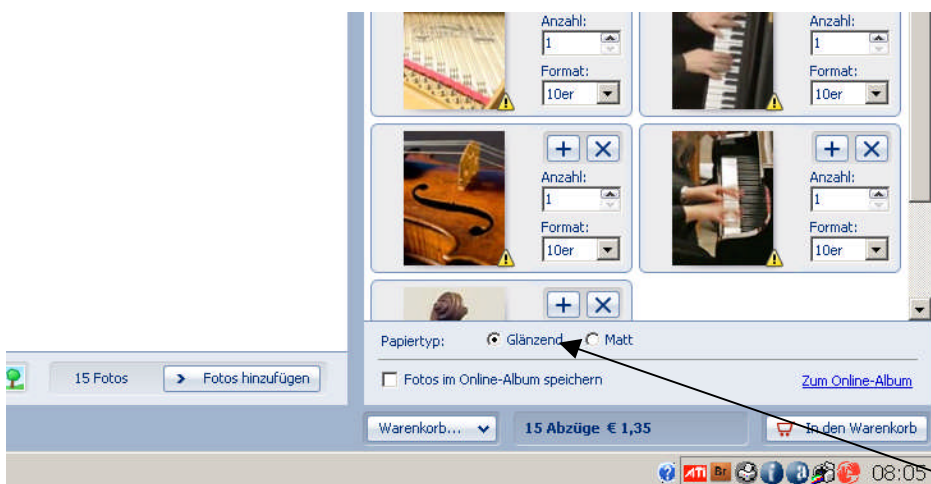 Anzahl:
1
Format:
10er
Anzahl:
1
Format:
10er
Anzahl:
1
Format:
10er
Anzahl:
1
Format:
10er
Papiertyp: Glänzend Matt
15 Fotos Fotos hinzufügen
Fotos im Online-Album speichern Zum Online-Album
Warenkorb... 15 Abzüge € 1,35 In den Warenkorb
ATI Br 08:05